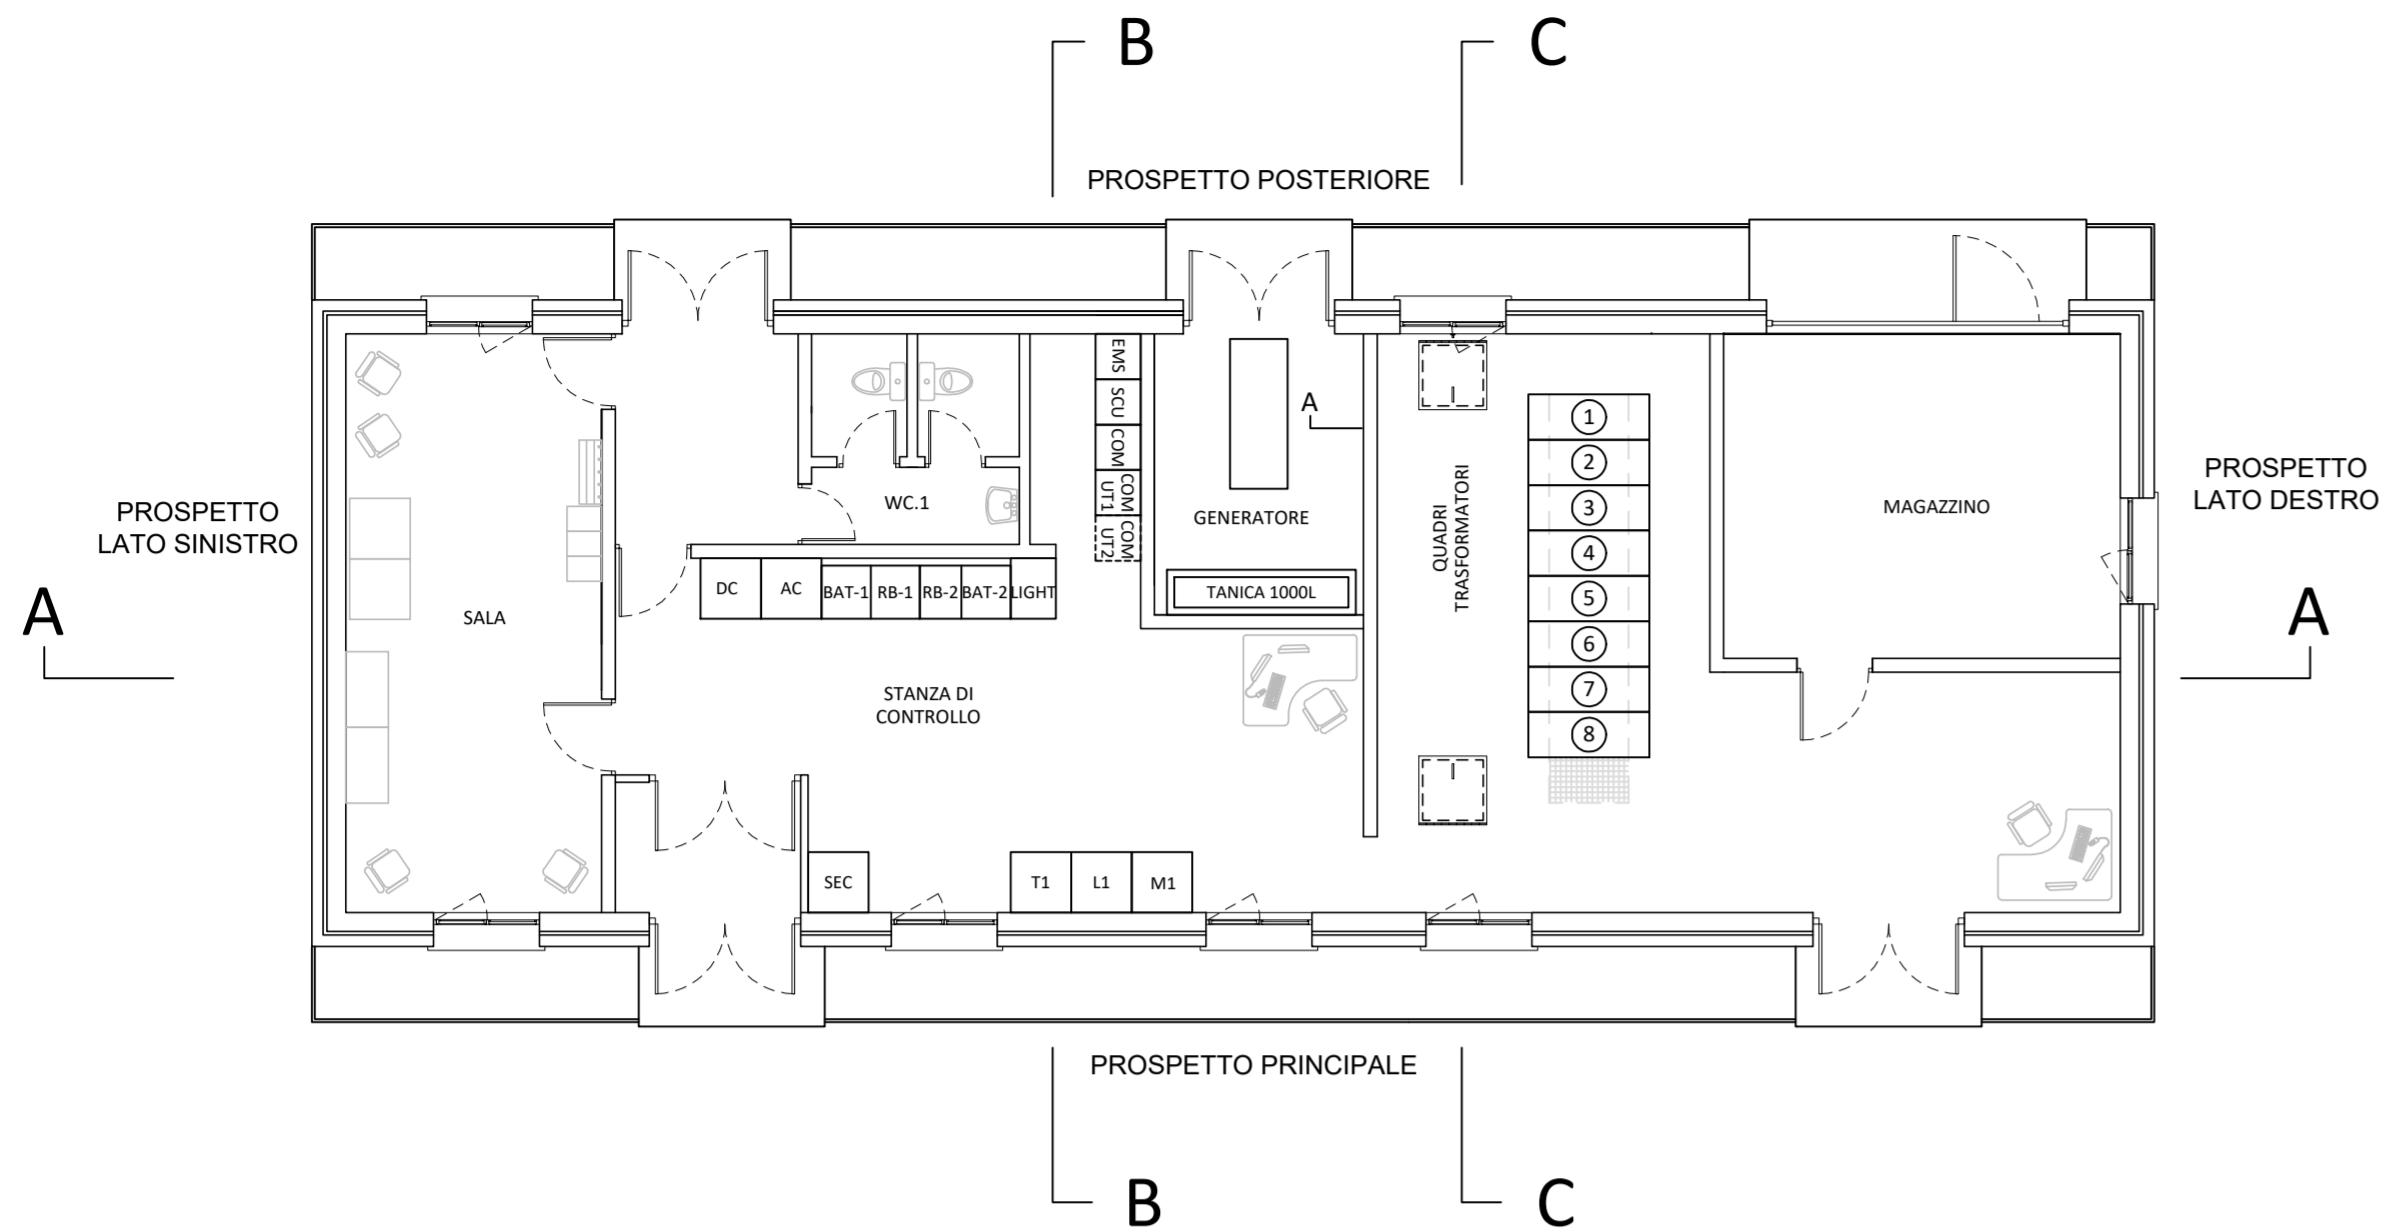 B
C
PROSPETTO POSTERIORE
EMS
SCU
COM
COM
UT1
COM
UT2
A
1
2
3
4
5
6
7
8
PROSPETTO
LATO SINISTRO
WC.1
GENERATORE
QUADRI
TRASFORMATORI
MAGAZZINO
PROSPETTO
LATO DESTRO
DC
AC
BAT-1
RB-1
RB-2
BAT-2
LIGHT
TANICA 1000L
A
SALA
A
STANZA DI
CONTROLLO
SEC
T1
L1
M1
PROSPETTO PRINCIPALE
B
C